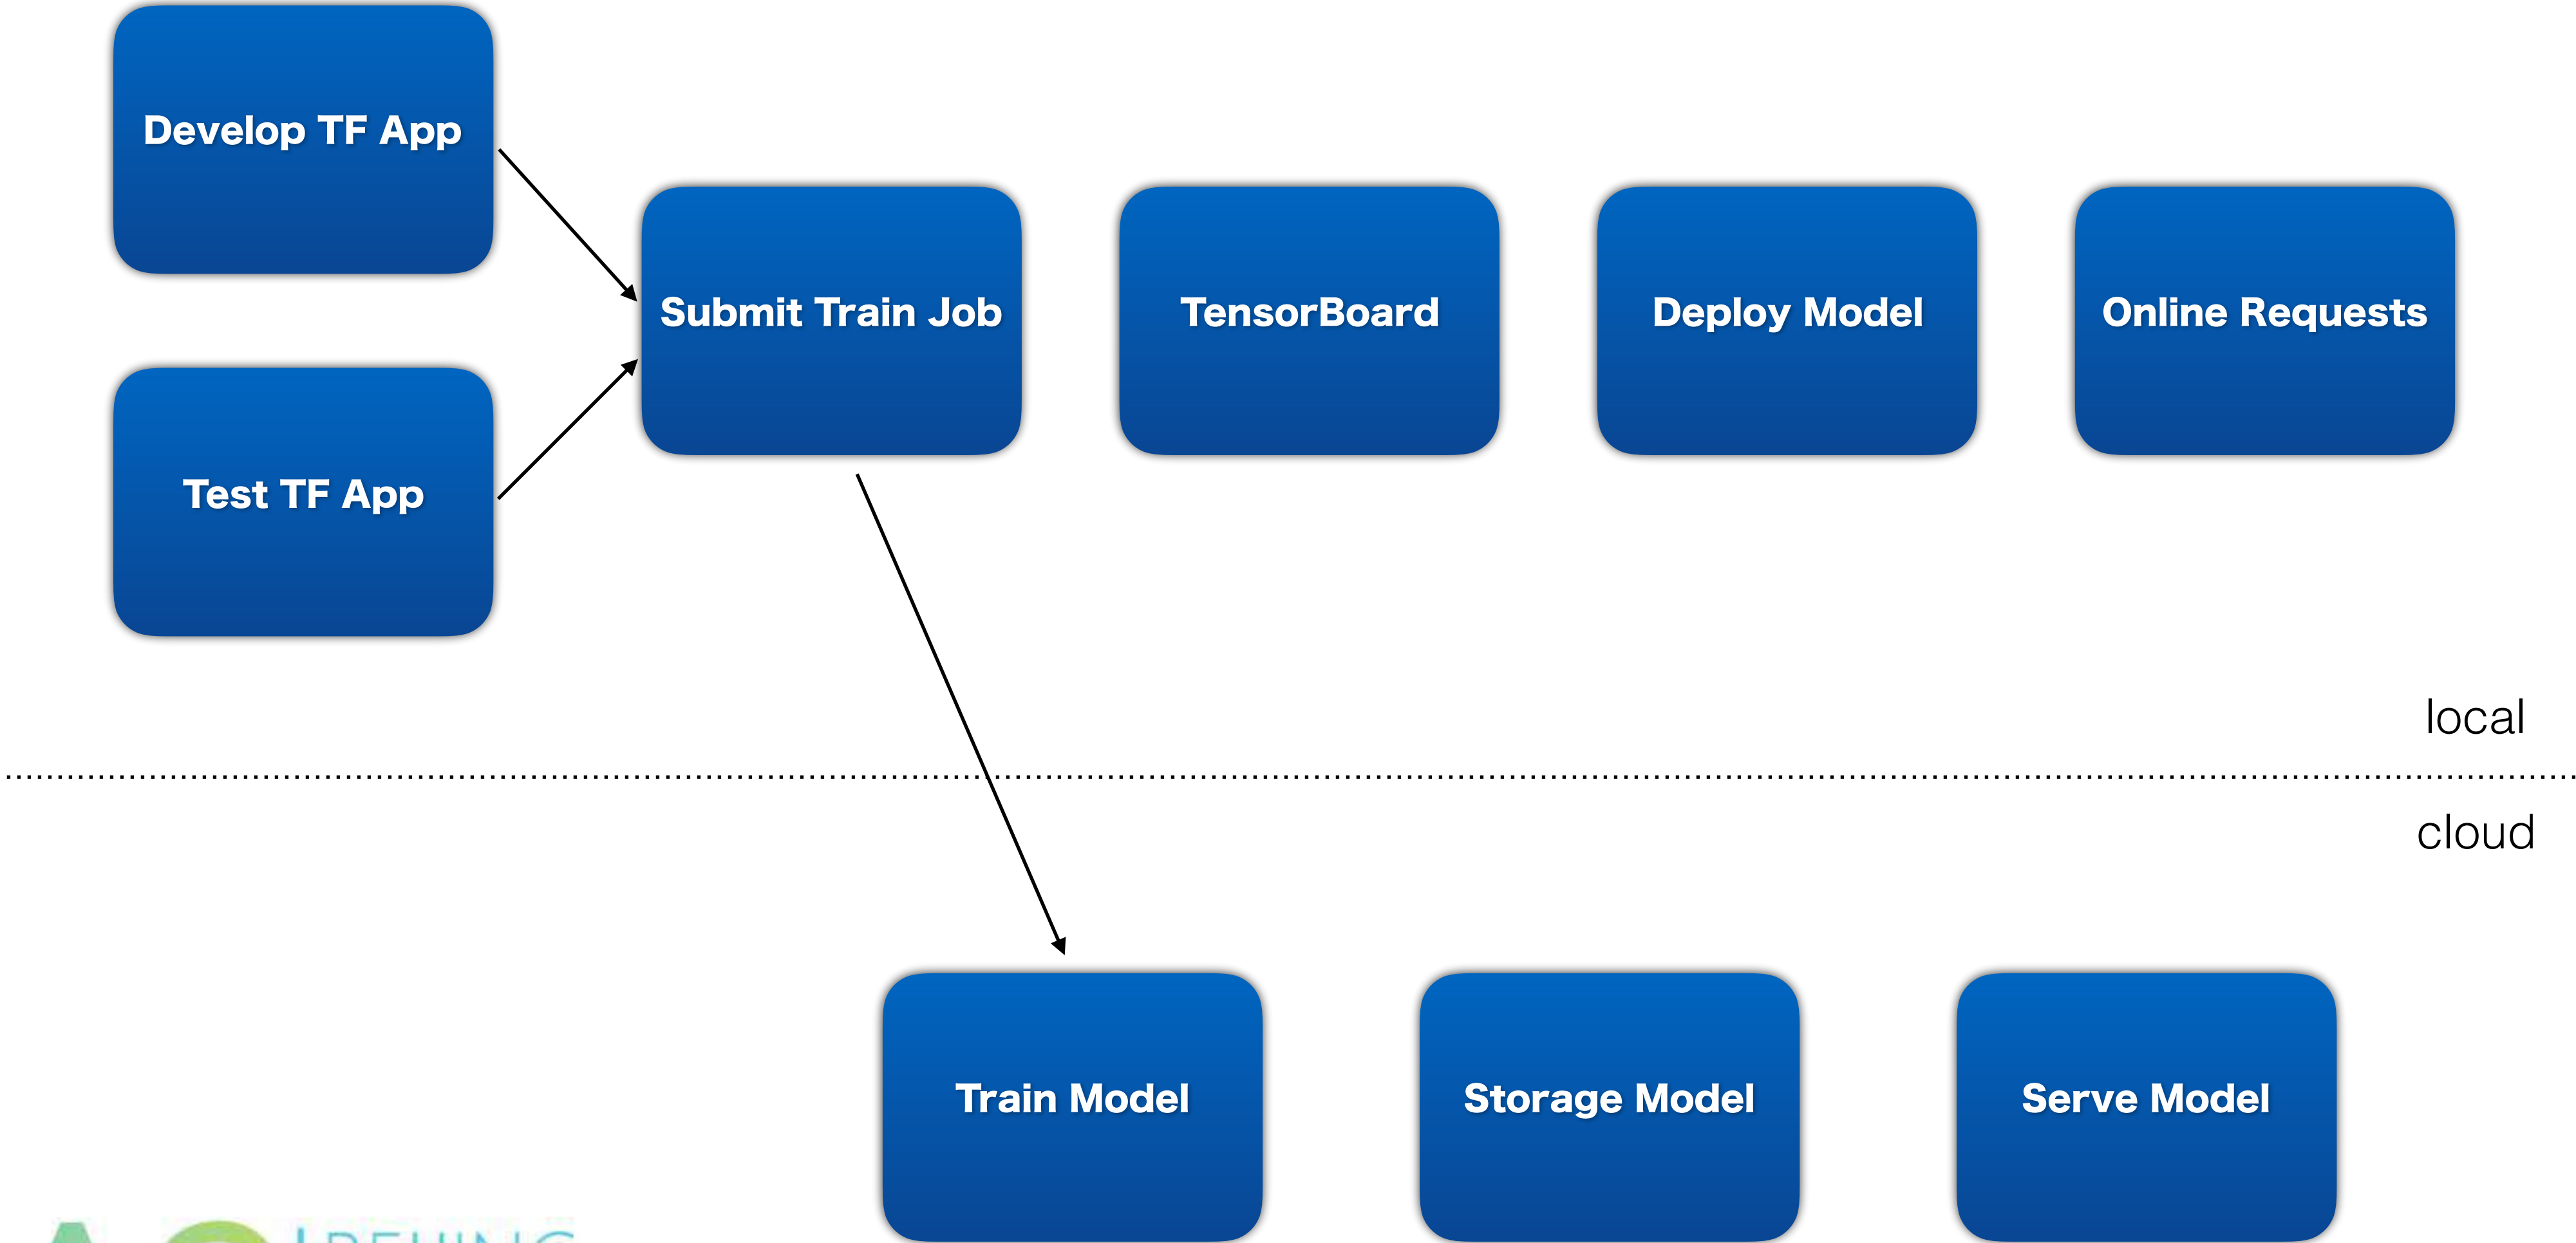 Develop TF App
Test TF App
Submit Train Job
TensorBoard
Deploy Model
Online Requests
local
cloud
Train Model
Storage Model
Serve Model